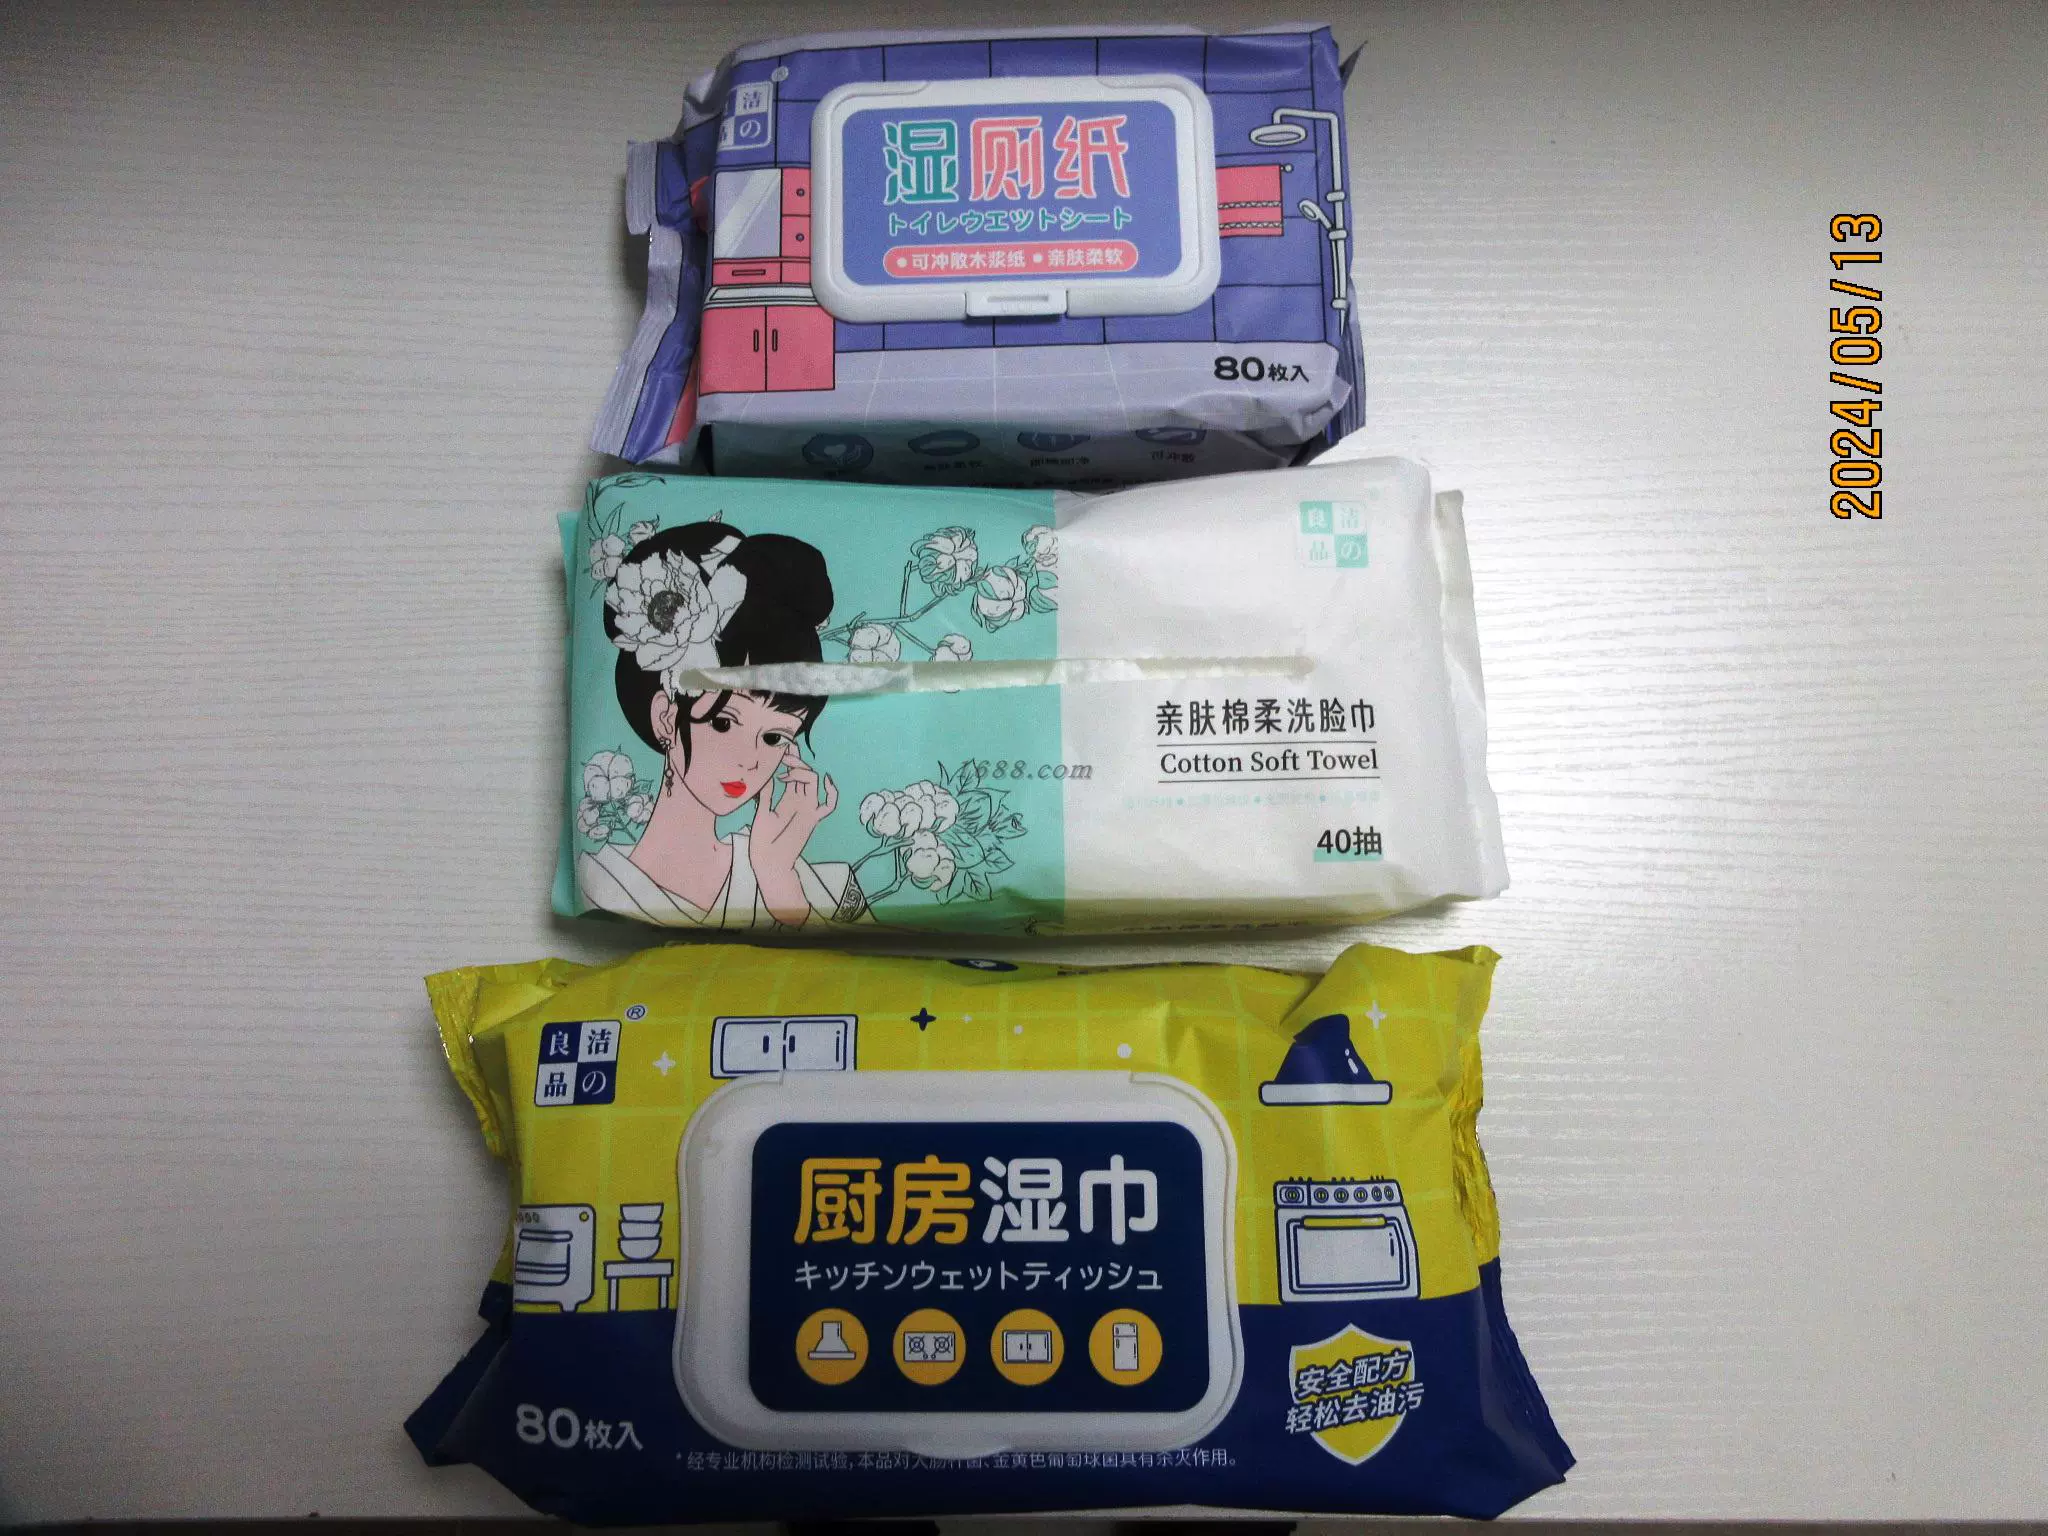 洁
の
®
湿厕纸
トイレウエットシート
•可冲散木浆纸 •亲肤柔软
80枚入
可冲散
2024/05/13
良洁
品の
亲肤棉柔洗脸巾
Cotton Soft Towel
1688.com
40抽
良洁
品の
®
厨房湿巾
キッチンウェットティッシュ
安全配方
轻松去油污
80枚入
*经专业机构检测试验,本品对大肠杆菌、金黄色葡萄球菌具有杀灭作用。